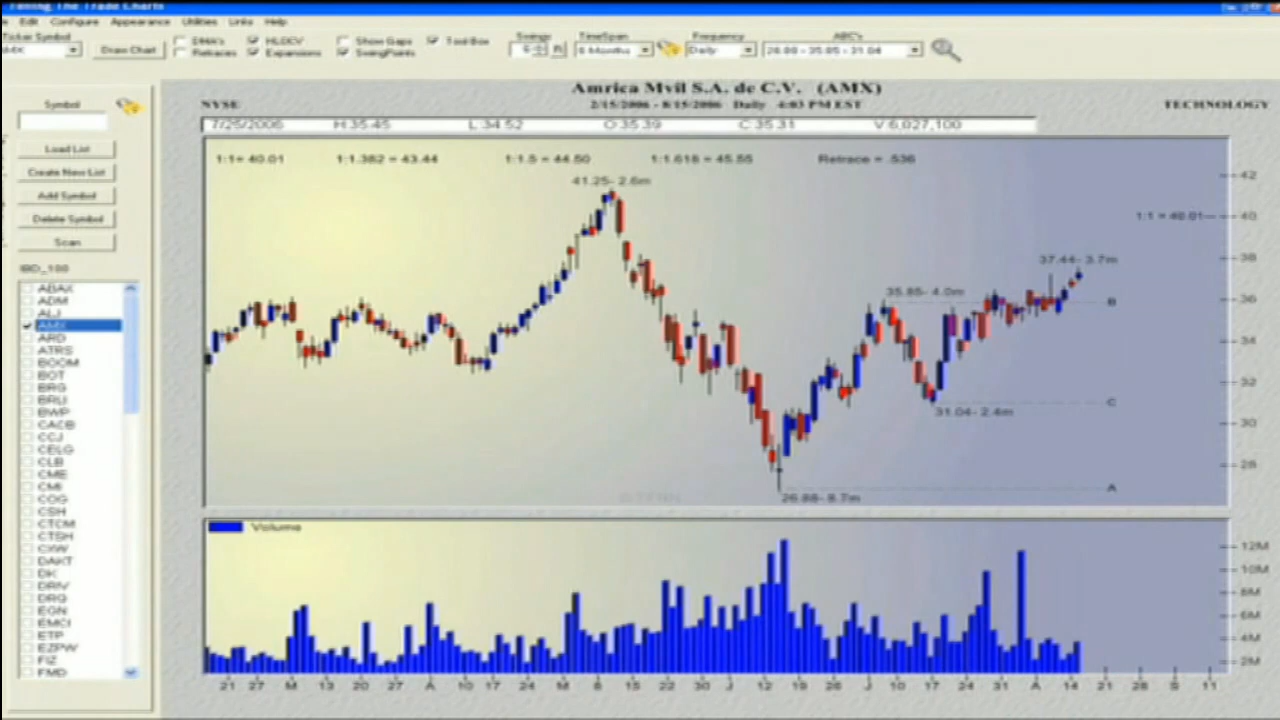 Timing The Trade Charts
Edit Configure Appearance Utilities Links Help
Ticker Symbol
AMX
Draw Chart
DMA's HLOCV Show Gaps Tool Box
Retraces Expansions SwingPoints
Swings
TimeSpan
6 Months
Frequency
Daily
ABC's
26.88 - 35.85 - 31.04
Amrica Mvil S.A. de C.V. (AMX)
NYSE
2/15/2006 - 8/15/2006 Daily 4:03 PM EST
TECHNOLOGY
7/25/2006 H:35.45 L:34.52 O:35.39 C:35.31 V:6,027,100
1:1= 40.01 1:1.382 = 43.44 1:1.5 = 44.50 1:1.618 = 45.55 Retrace = .536
41.25- 2.6m
1:1 = 40.01
37.44- 3.7m
35.85- 4.0m
B
C
31.04- 2.4m
A
26.88- 8.7m
42
40
38
36
34
32
30
28
Symbol
Load List
Create New List
Add Symbol
Delete Symbol
Scan
IBD_100
ABAX
ADM
ALJ
AMX
ARD
ATRS
BOOM
BOT
BRG
BRLI
BWP
CACB
CCJ
CELG
CLB
CME
CMI
COG
CSH
CTCM
CTSH
CXW
DAKT
DK
DRIV
DRQ
EGN
EMCI
ETP
EZPW
FIZ
FMD
Volume
12M
10M
8M
6M
4M
2M
21 27 M 13 20 27 A 10 17 24 M 8 15 22 30 J 12 19 26 J 10 17 24 31 A 14 21 28 S 11